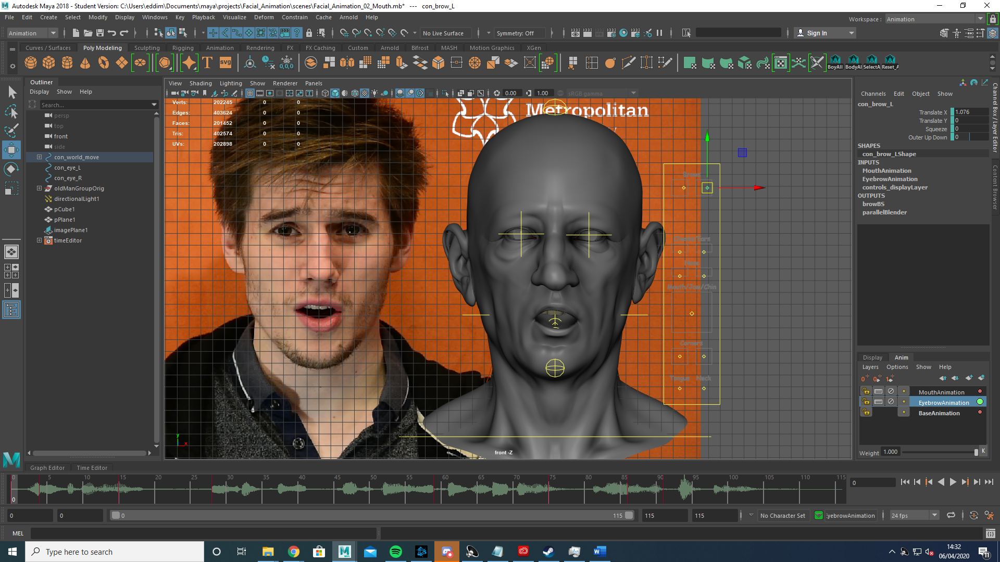 Autodesk Maya 2018 - Student Version: C:\Users\eddim\Documents\maya\projects\Facial_Animation\scenes\Facial_Animation_02_Mouth.mb* --- con_brow_L
File Edit Create Select Modify Display Windows Key Playback Visualize Deform Constrain Cache Arnold Help
Workspace : Animation
Animation
No Live Surface
Symmetry: Off
Sign In
Curves / Surfaces Poly Modeling Sculpting Rigging Animation Rendering FX FX Caching Custom Arnold Bifrost MASH Motion Graphics XGen
T svg 0,0,0
BoyAll BodyAl SelectA Reset_A
Outliner
Display Show Help
Search...
persp
top
front
side
con_world_move
con_eye_L
con_eye_R
oldManGroupOrig
directionalLight1
pCube1
pPlane1
imagePlane1
timeEditor
View Shading Lighting Show Renderer Panels
0.00 1.00 sRGB gamma
Verts: 202245 0 0
Edges: 403624 0 0
Faces: 201452 0 0
Tris: 402574 0 0
UVs: 202898 0 0
Metropolitan
Brows
Nose
Mouth/Jaw/Chin
Corners
Tongue Neck
y
x
front -Z
Channels Edit Object Show
con_brow_L
Translate X 1.076
Translate Y 0
Squeeze 0
Outer Up Down 0
SHAPES
con_brow_LShape
INPUTS
MouthAnimation
EyebrowAnimation
controls_displayLayer
OUTPUTS
browBS
parallelBlender
Channel Box / Layer Editor
Content Browser
Display Anim
Layers Options Show Help
MouthAnimation
EyebrowAnimation
BaseAnimation
Weight 1.000 K
Graph Editor Time Editor
0 5 10 15 20 25 30 35 40 45 50 55 60 65 70 75 80 85 90 95 100 105 110 115
0
0
0 0 0 115 115 115 No Character Set EyebrowAnimation 24 fps
MEL
Type here to search
14:32
06/04/2020
11